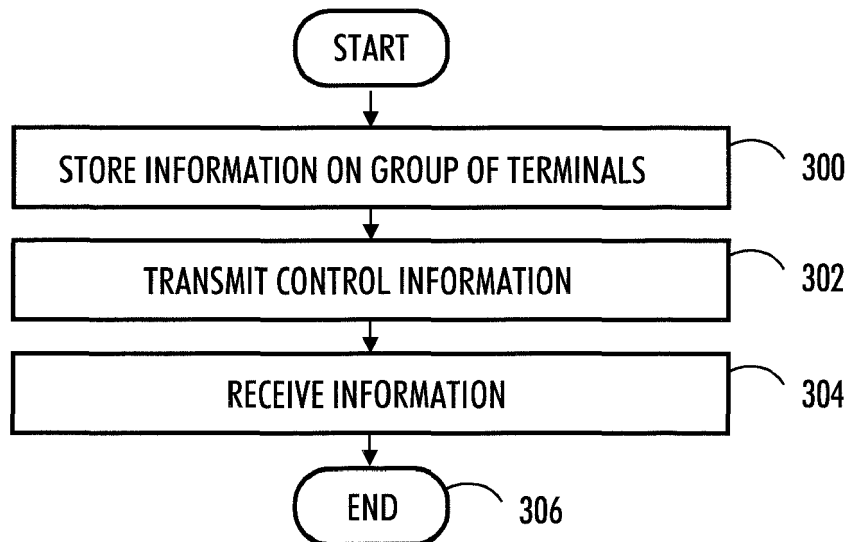 START
STORE INFORMATION ON GROUP OF TERMINALS 300
TRANSMIT CONTROL INFORMATION 302
RECEIVE INFORMATION 304
END 306